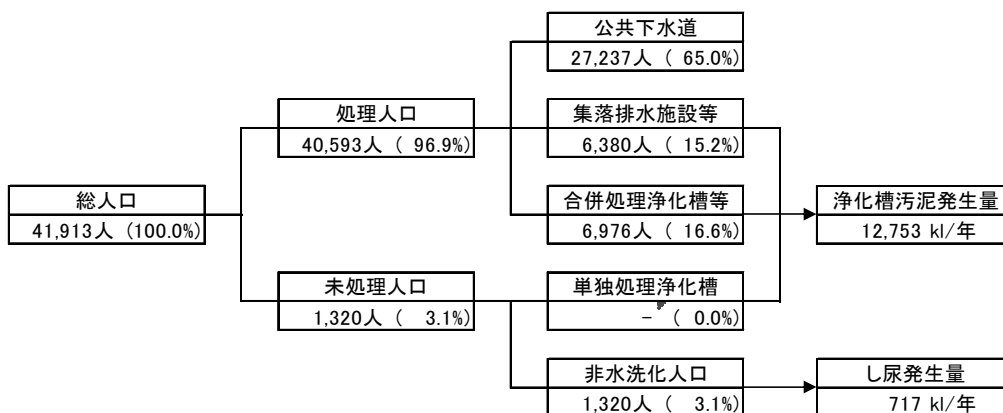 公共下水道
27,237人 ( 65.0%)
処理人口
40,593人 ( 96.9%)
集落排水施設等
6,380人 ( 15.2%)
総人口
41,913人 (100.0%)
合併処理浄化槽等
6,976人 ( 16.6%)
浄化槽汚泥発生量
12,753 kl/年
未処理人口
1,320人 ( 3.1%)
単独処理浄化槽
- ( 0.0%)
非水洗化人口
1,320人 ( 3.1%)
し尿発生量
717 kl/年